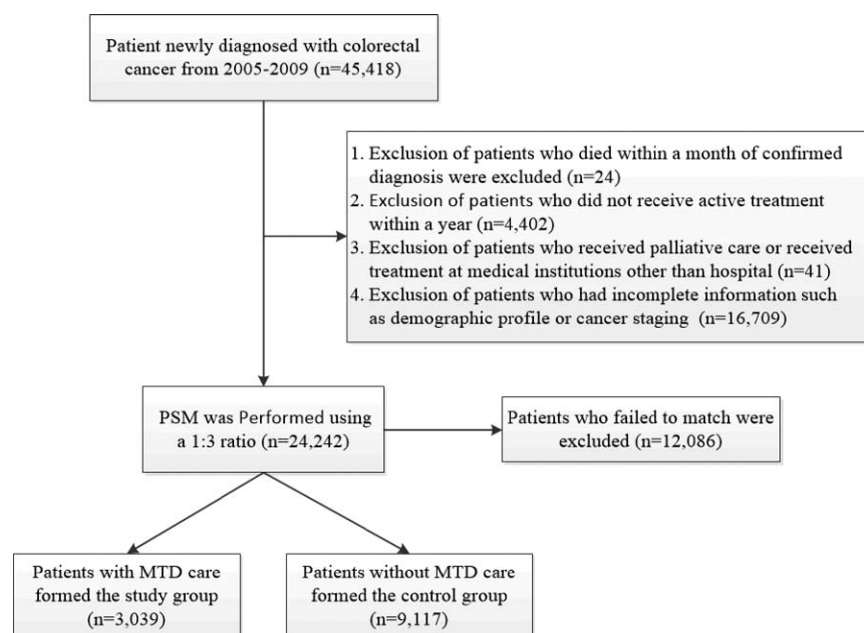 Patient newly diagnosed with colorectal
cancer from 2005-2009 (n=45,418)
1. Exclusion of patients who died within a month of confirmed
diagnosis were excluded (n=24)
2. Exclusion of patients who did not receive active treatment
within a year (n=4,402)
3. Exclusion of patients who received palliative care or received
treatment at medical institutions other than hospital (n=41)
4. Exclusion of patients who had incomplete information such
as demographic profile or cancer staging (n=16,709)
PSM was Performed using
a 1:3 ratio (n=24,242)
Patients who failed to match were
excluded (n=12,086)
Patients with MTD care
formed the study group
(n=3,039)
Patients without MTD care
formed the control group
(n=9,117)